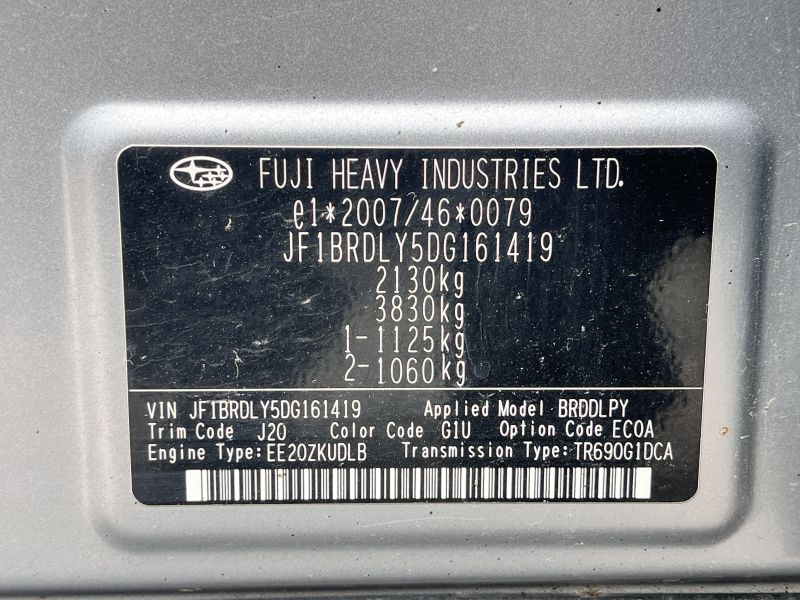 FUJI HEAVY INDUSTRIES LTD.
e1*2007/46*0079
JF1BRDLY5DG161419
2130kg
3830kg
1-1125kg
2-1060kg
VIN JF1BRDLY5DG161419 Applied Model BRDDLPY
Trim Code J20 Color Code G1U Option Code EC0A
Engine Type:EE20ZKUDLB Transmission Type:TR690G1DCA